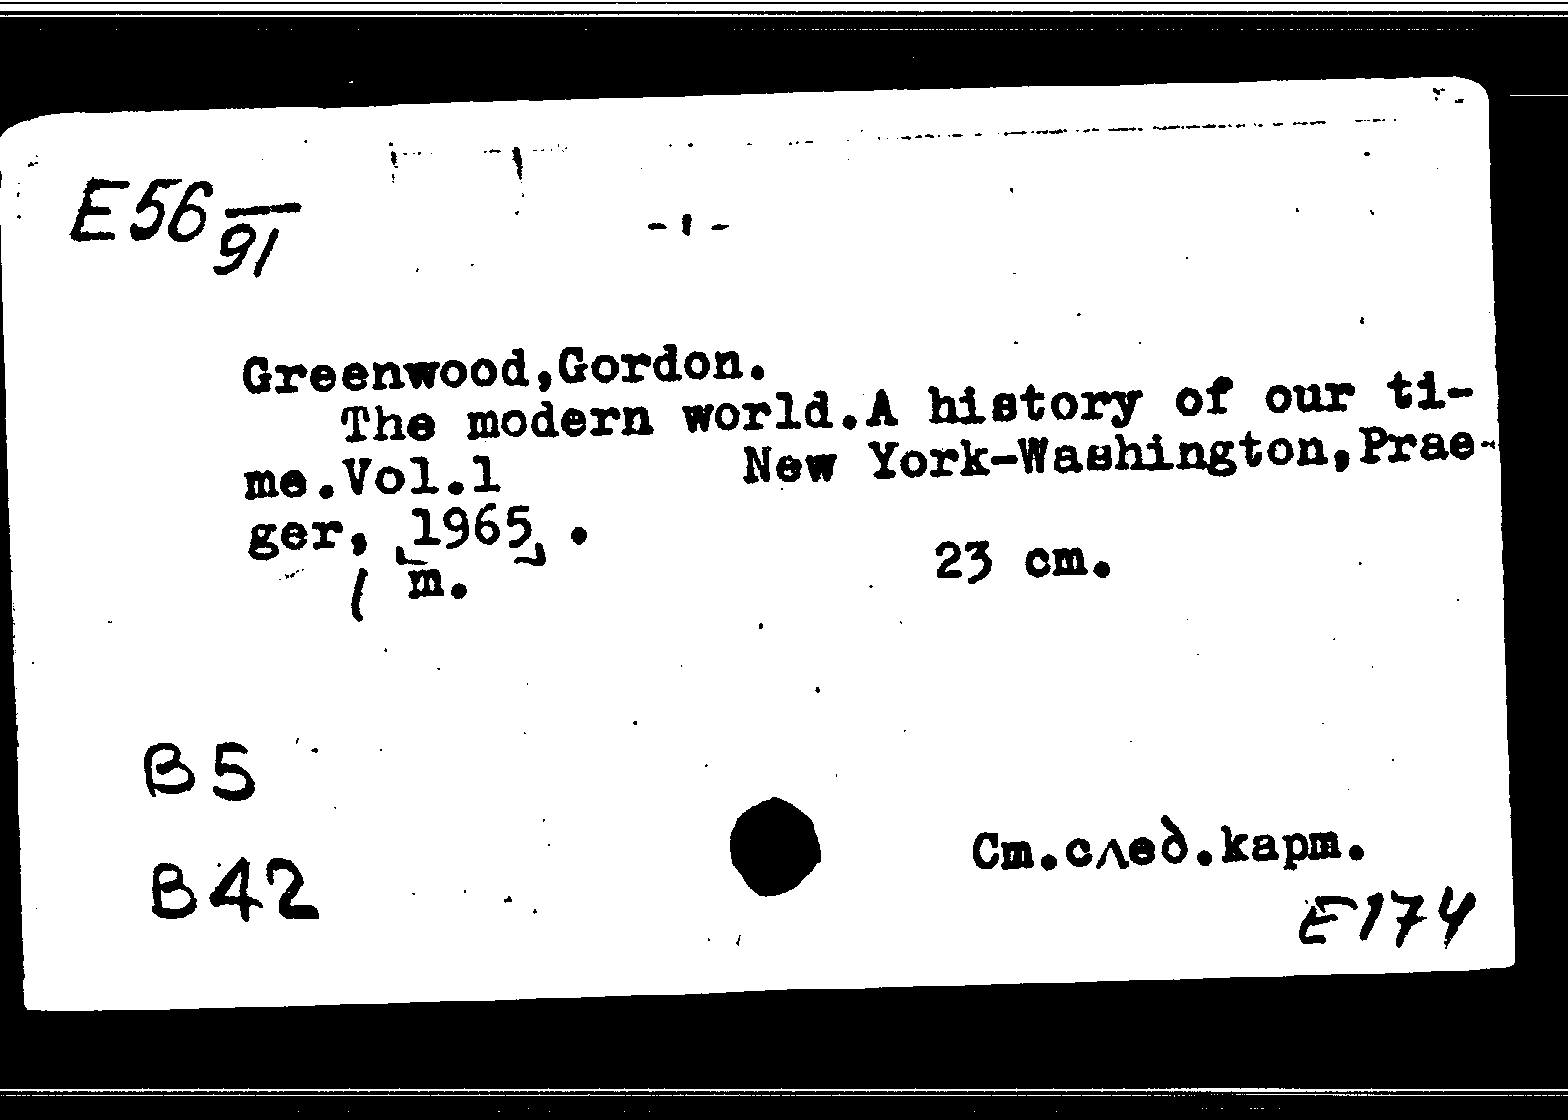 E56
91
- 1 -
Greenwood,Gordon.
The modern world.A history of our ti-
me.Vol.1 New York-Washington,Prae-
ger, [1965] .
1 m. 23 cm.
B5
B42
См.след.карт.
E174